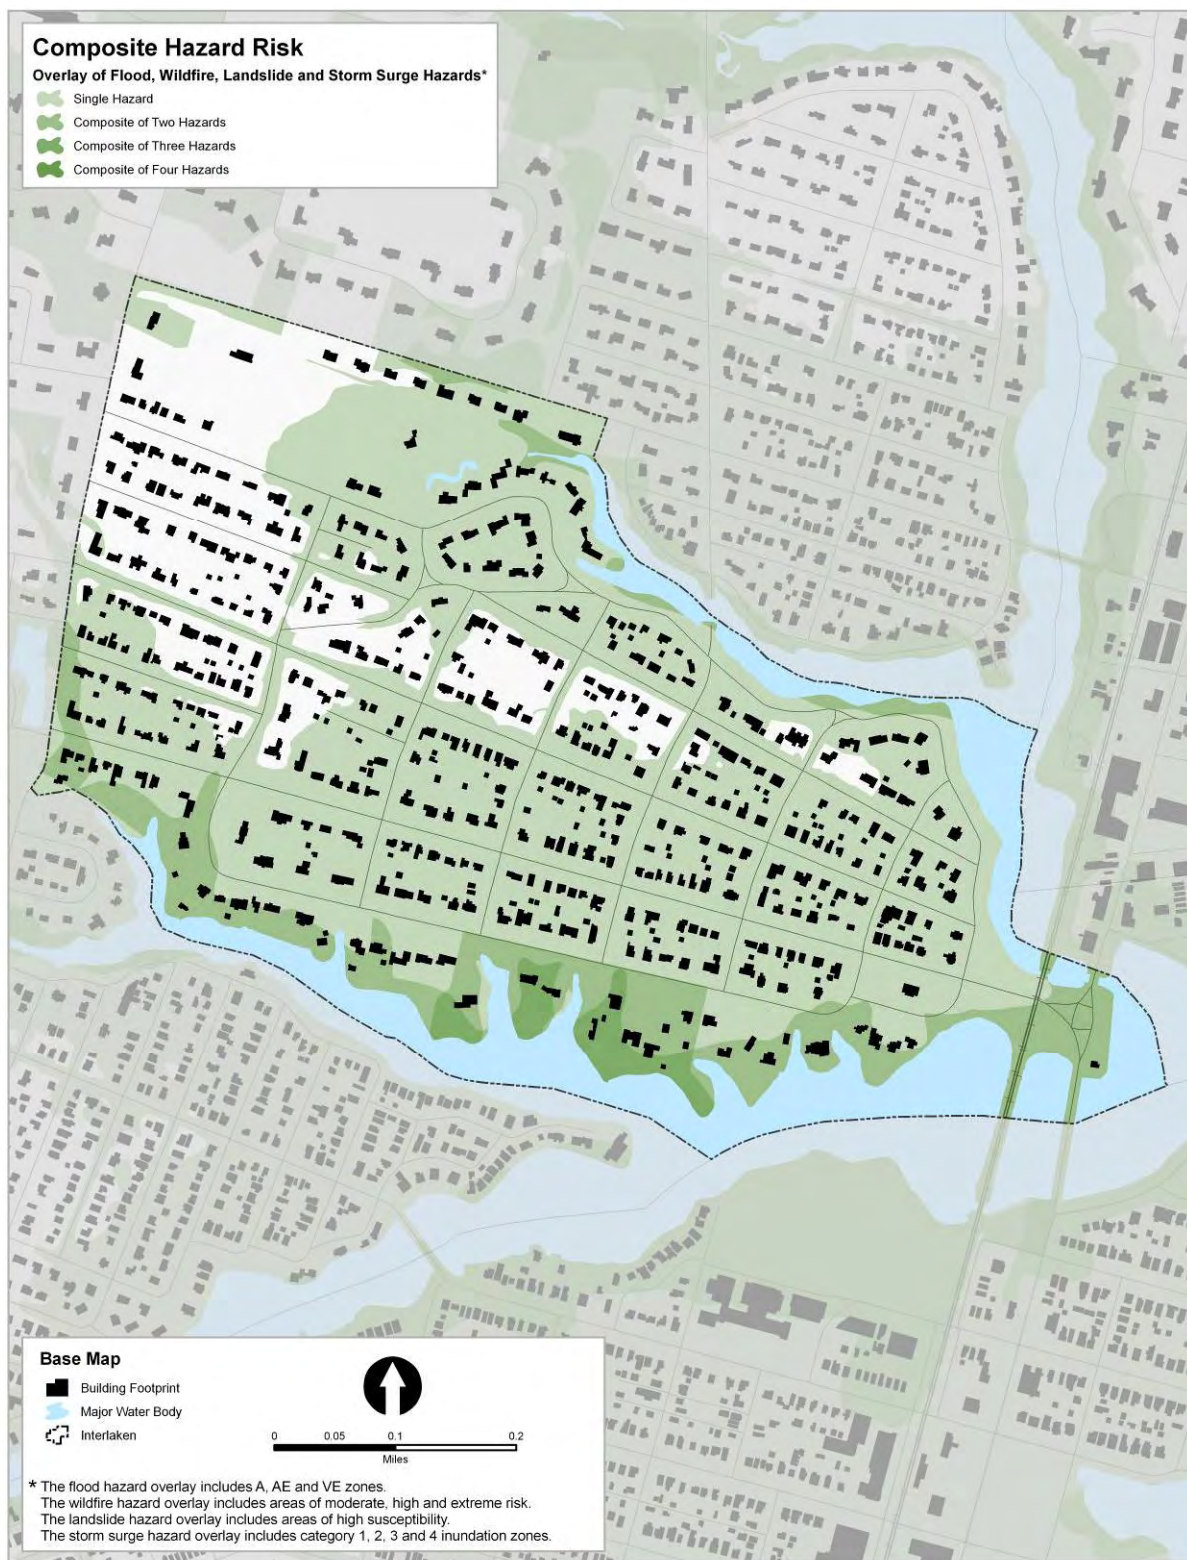 Composite Hazard Risk
Overlay of Flood, Wildfire, Landslide and Storm Surge Hazards*
Single Hazard
Composite of Two Hazards
Composite of Three Hazards
Composite of Four Hazards
Base Map
Building Footprint
Major Water Body
Interlaken
0 0.05 0.1 0.2
Miles
* The flood hazard overlay includes A, AE and VE zones.
The wildfire hazard overlay includes areas of moderate, high and extreme risk.
The landslide hazard overlay includes areas of high susceptibility.
The storm surge hazard overlay includes category 1, 2, 3 and 4 inundation zones.